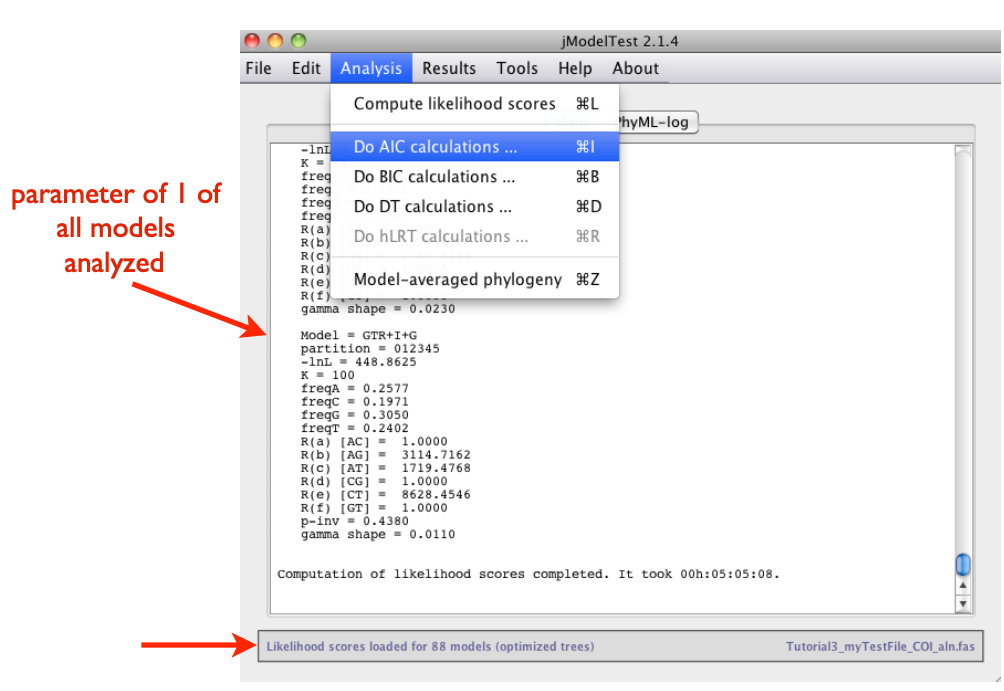 jModelTest 2.1.4
File Edit Analysis Results Tools Help About
Compute likelihood scores ⌘L
Do AIC calculations ... ⌘I
Do BIC calculations ... ⌘B
Do DT calculations ... ⌘D
Do hLRT calculations ... ⌘R
Model-averaged phylogeny ⌘Z
PhyML-log
parameter of 1 of
all models
analyzed
-lnL
K =
freq
freq
freq
freq
R(a)
R(b)
R(c)
R(d)
R(e)
R(f)
gamma shape = 0.0230
Model = GTR+I+G
partition = 012345
-lnL = 448.8625
K = 100
freqA = 0.2577
freqC = 0.1971
freqG = 0.3050
freqT = 0.2402
R(a) [AC] = 1.0000
R(b) [AG] = 3114.7162
R(c) [AT] = 1719.4768
R(d) [CG] = 1.0000
R(e) [CT] = 8628.4546
R(f) [GT] = 1.0000
p-inv = 0.4380
gamma shape = 0.0110
Computation of likelihood scores completed. It took 00h:05:05:08.
Likelihood scores loaded for 88 models (optimized trees) Tutorial3_myTestFile_COI_aln.fas